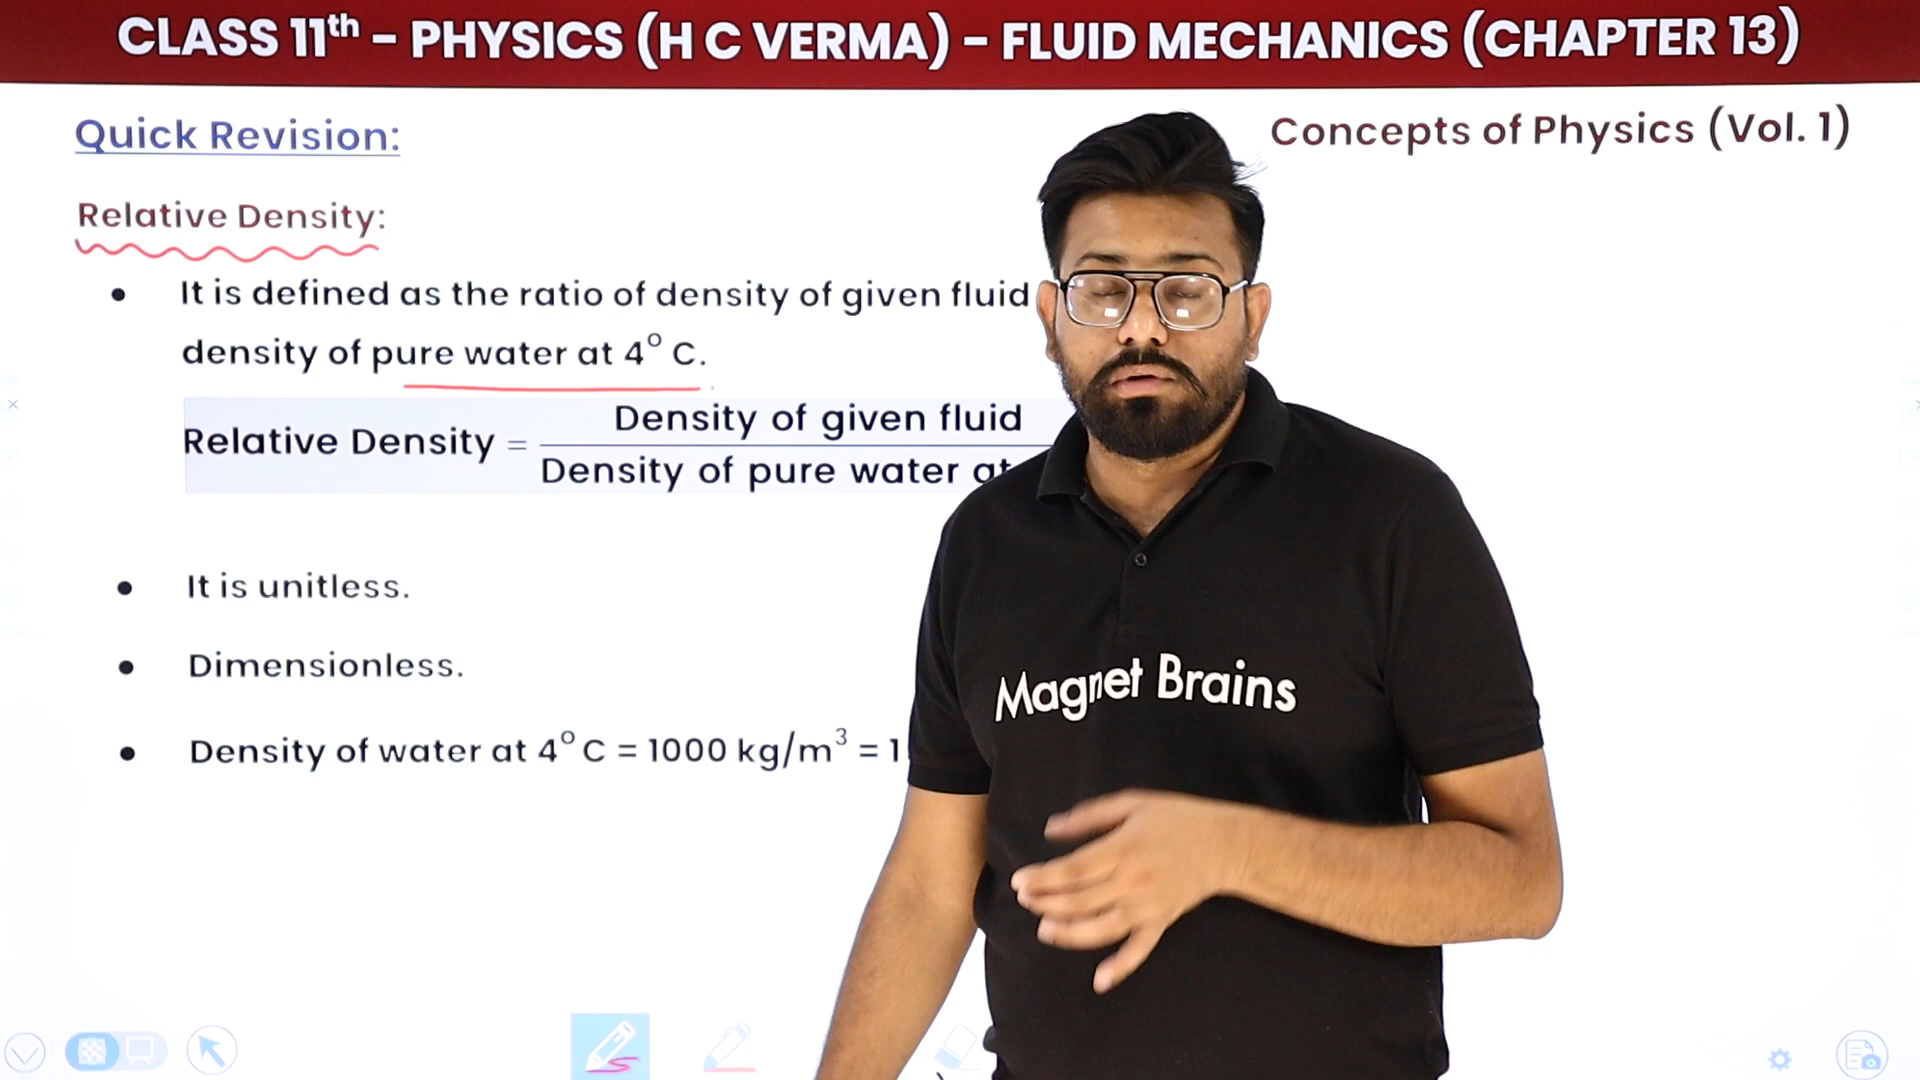 CLASS 11th – PHYSICS (H C VERMA) – FLUID MECHANICS (CHAPTER 13)
Quick Revision:
Concepts of Physics (Vol. 1)
Relative Density:
• It is defined as the ratio of density of given fluid
density of pure water at 4° C.
Relative Density = Density of given fluid
Density of pure water at
• It is unitless.
• Dimensionless.
• Density of water at 4° C = 1000 kg/m³ = 1
Magnet Brains